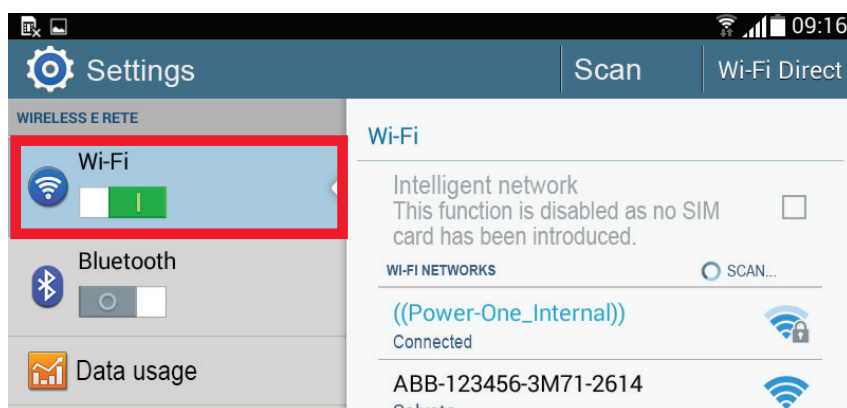 09:16
Settings
Scan
Wi-Fi Direct
WIRELESS E RETE
Wi-Fi
Bluetooth
Data usage
Wi-Fi
Intelligent network
This function is disabled as no SIM
card has been introduced.
WI-FI NETWORKS
SCAN...
((Power-One_Internal))
Connected
ABB-123456-3M71-2614